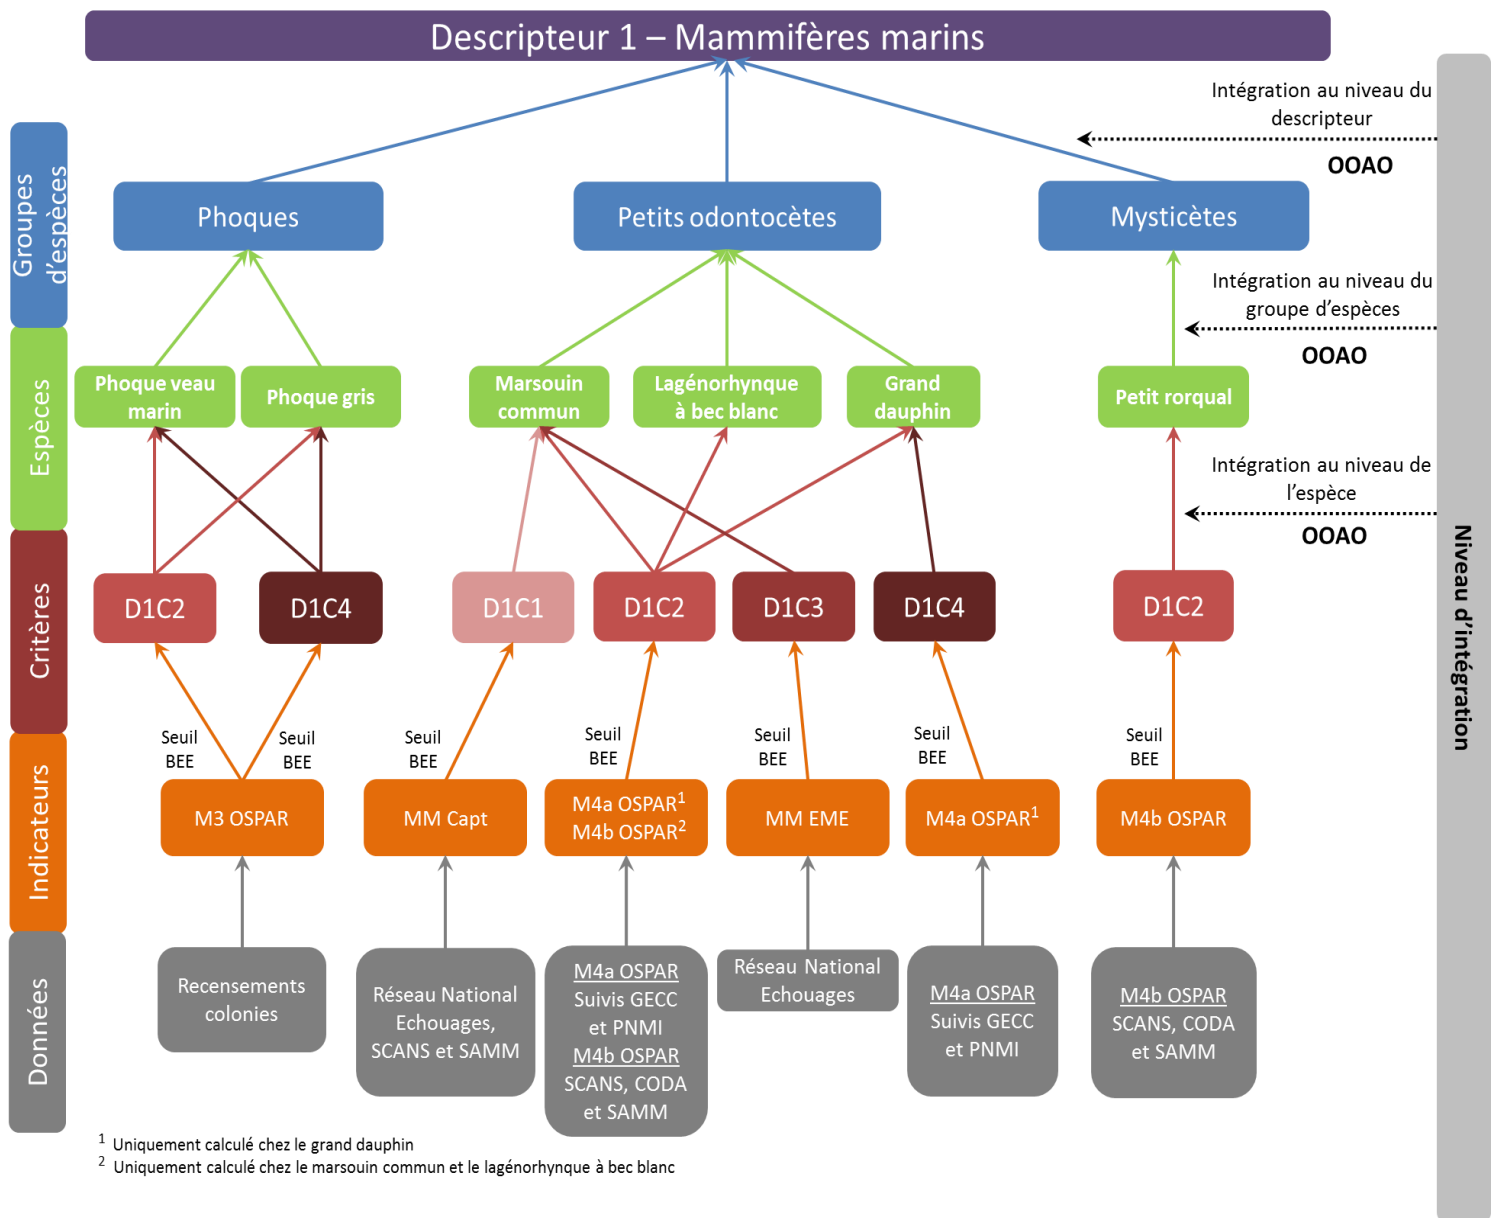 Descripteur 1 – Mammifères marins
Intégration au niveau du
descripteur
OOAO
Groupes
d'espèces
Phoques
Petits odontocètes
Mysticètes
Intégration au niveau du
groupe d'espèces
OOAO
Espèces
Phoque veau
marin
Phoque gris
Marsouin
commun
Lagénorhynque
à bec blanc
Grand
dauphin
Petit rorqual
Intégration au niveau de
l'espèce
OOAO
Niveau d'intégration
Critères
D1C2
D1C4
D1C1
D1C2
D1C3
D1C4
D1C2
Seuil
BEE
Seuil
BEE
Seuil
BEE
Seuil
BEE
Seuil
BEE
Seuil
BEE
Seuil
BEE
Indicateurs
M3 OSPAR
MM Capt
M4a OSPAR¹
M4b OSPAR²
MM EME
M4a OSPAR¹
M4b OSPAR
Données
Recensements
colonies
Réseau National
Echouages,
SCANS et SAMM
M4a OSPAR
Suivis GECC
et PNMI
M4b OSPAR
SCANS, CODA
et SAMM
Réseau National
Echouages
M4a OSPAR
Suivis GECC
et PNMI
M4b OSPAR
SCANS, CODA
et SAMM
¹ Uniquement calculé chez le grand dauphin
² Uniquement calculé chez le marsouin commun et le lagénorhynque à bec blanc